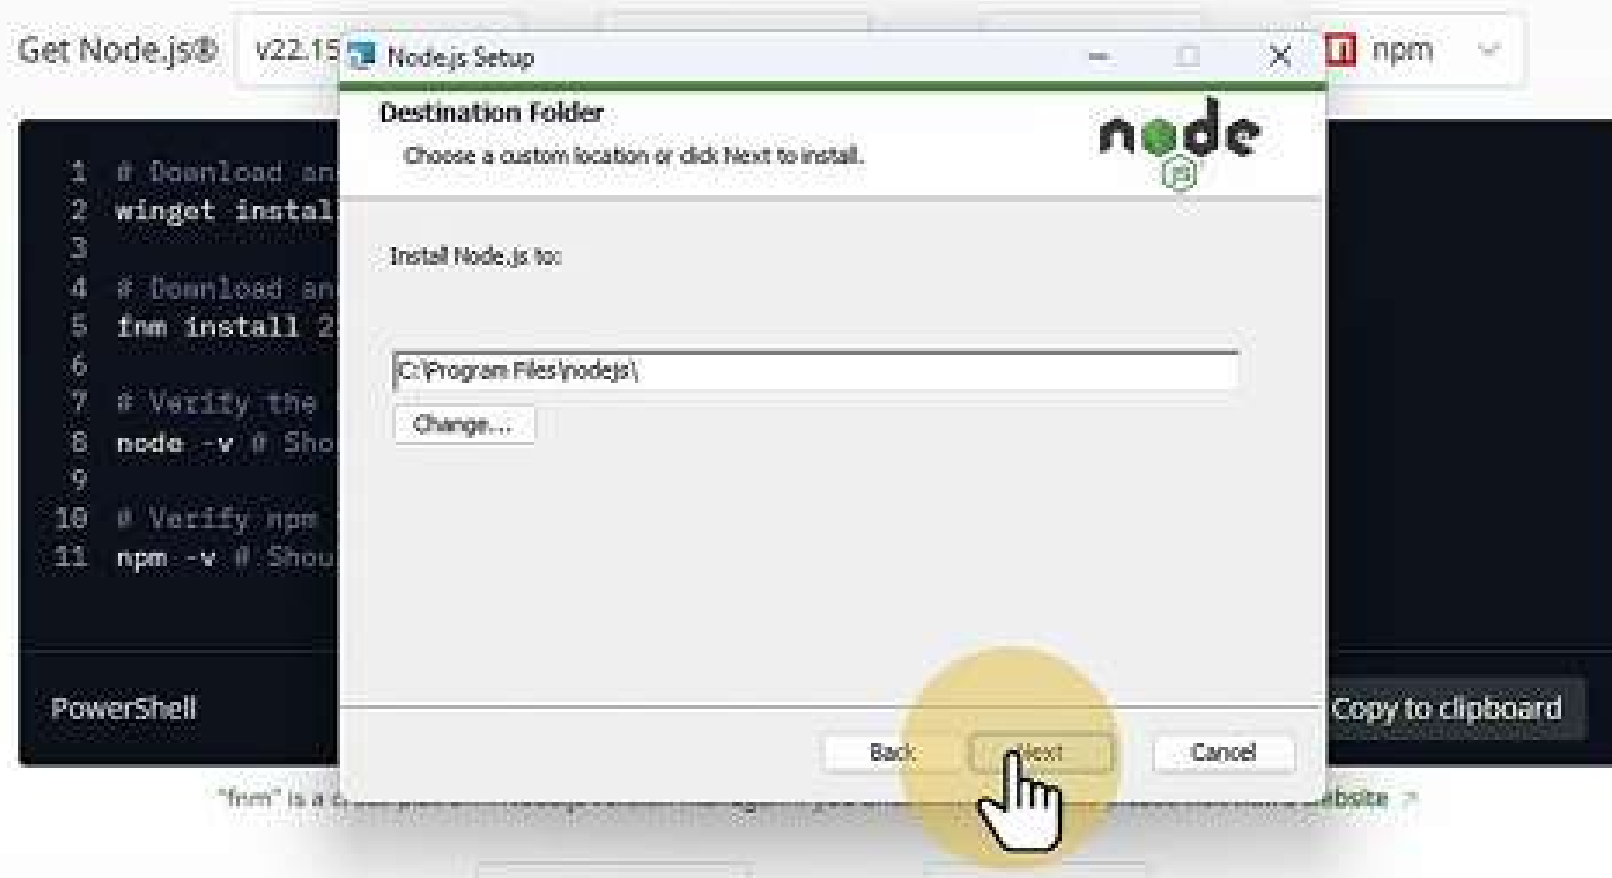 Get Node.js®
v22.15
npm
Node.js Setup
Destination Folder
Choose a custom location or click Next to install.
node
JS
Install Node.js to:
C:\Program Files\nodejs\
Change...
Back
Next
Cancel
1 # Download an
2 winget instal
3
4 # Download an
5 fnm install 2
6
7 # Verify the
8 node -v # Sho
9
10 # Verify npm
11 npm -v # Shou
PowerShell
Copy to clipboard
"fnm" is a